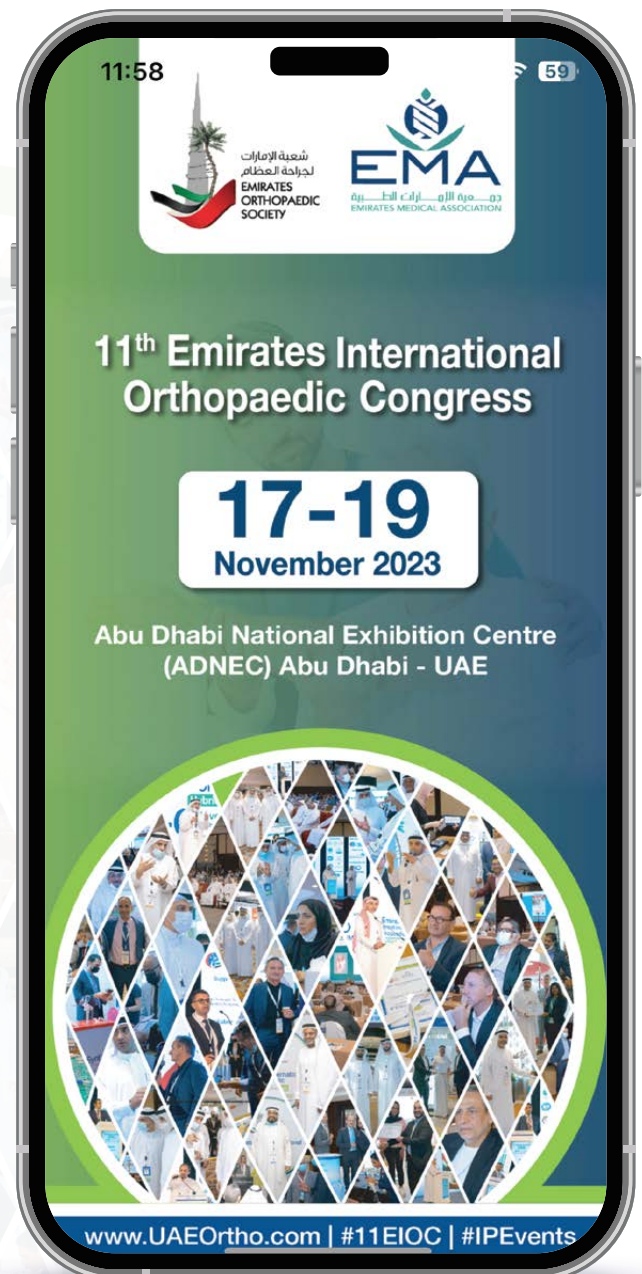 11:58
59
شعبة الإمارات
لجراحة العظام
EMIRATES
ORTHOPAEDIC
SOCIETY
EMA
جمعية الإمارات الطبية
EMIRATES MEDICAL ASSOCIATION
11th Emirates International
Orthopaedic Congress
17-19
November 2023
Abu Dhabi National Exhibition Centre
(ADNEC) Abu Dhabi - UAE
www.UAEOrtho.com | #11EIOC | #IPEvents